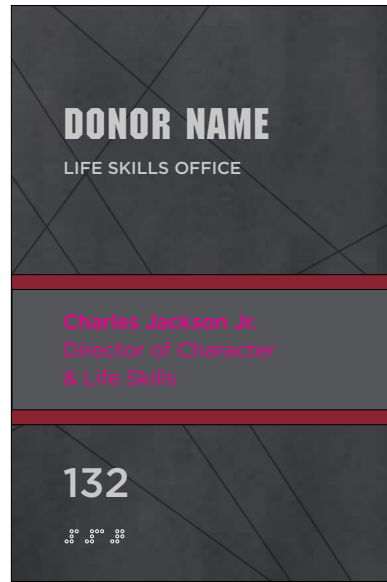 DONOR NAME
LIFE SKILLS OFFICE
Charles Jackson Jr.
Director of Character
& Life Skills
132